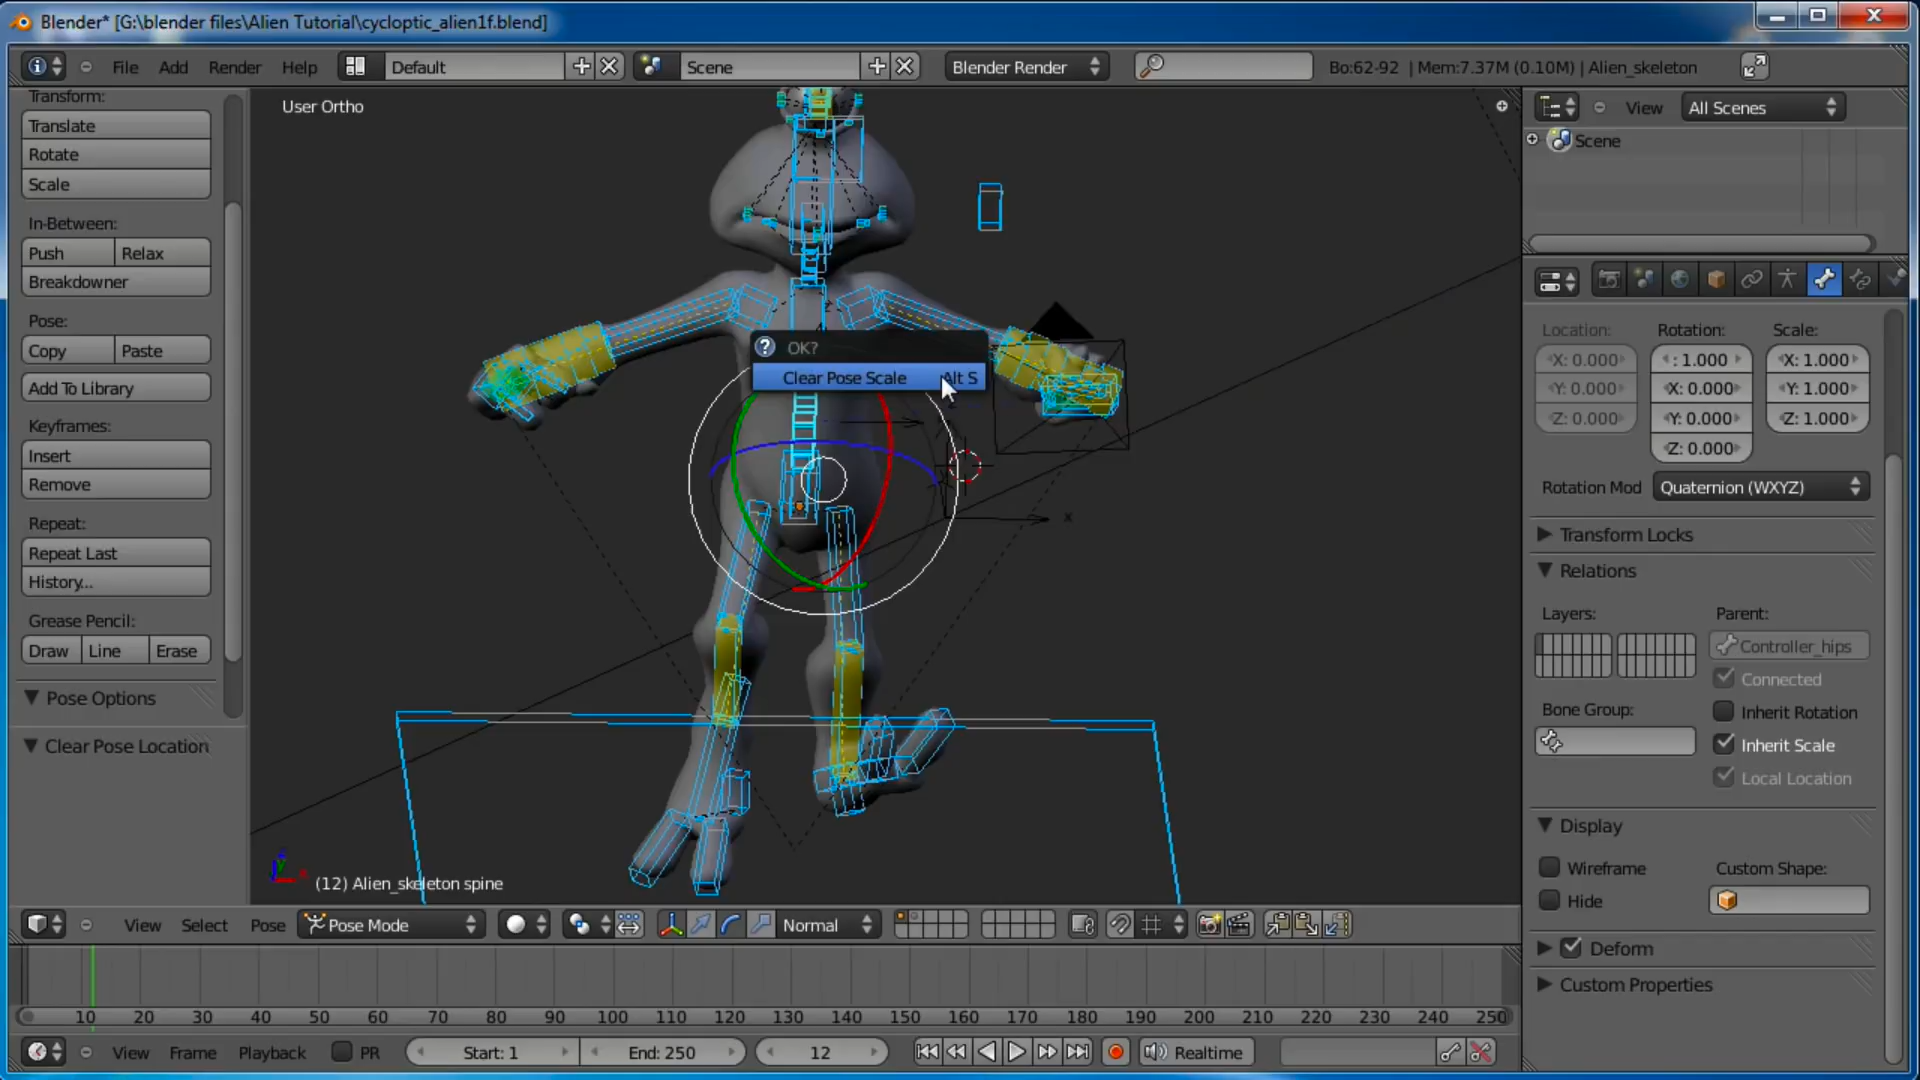 Blender* [G:\blender files\Alien Tutorial\cycloptic_alien1f.blend]
File Add Render Help Default Scene Blender Render Bo:62-92 | Mem:7.37M (0.10M) | Alien_skeleton
Transform:
Translate
Rotate
Scale
In-Between:
Push Relax
Breakdowner
Pose:
Copy Paste
Add To Library
Keyframes:
Insert
Remove
Repeat:
Repeat Last
History...
Grease Pencil:
Draw Line Erase
Pose Options
Clear Pose Location
User Ortho
OK?
Clear Pose Scale Alt S
x
(12) Alien_skeleton spine
View All Scenes
Scene
Location: Rotation: Scale:
X: 0.000 : 1.000 X: 1.000
Y: 0.000 X: 0.000 Y: 1.000
Z: 0.000 Y: 0.000 Z: 1.000
Z: 0.000
Rotation Mod Quaternion (WXYZ)
Transform Locks
Relations
Layers: Parent:
Controller_hips
Connected
Bone Group: Inherit Rotation
Inherit Scale
Local Location
Display
Wireframe Custom Shape:
Hide
Deform
Custom Properties
View Select Pose Pose Mode Normal
10 20 30 40 50 60 70 80 90 100 110 120 130 140 150 160 170 180 190 200 210 220 230 240 250
View Frame Playback PR Start: 1 End: 250 12 Realtime